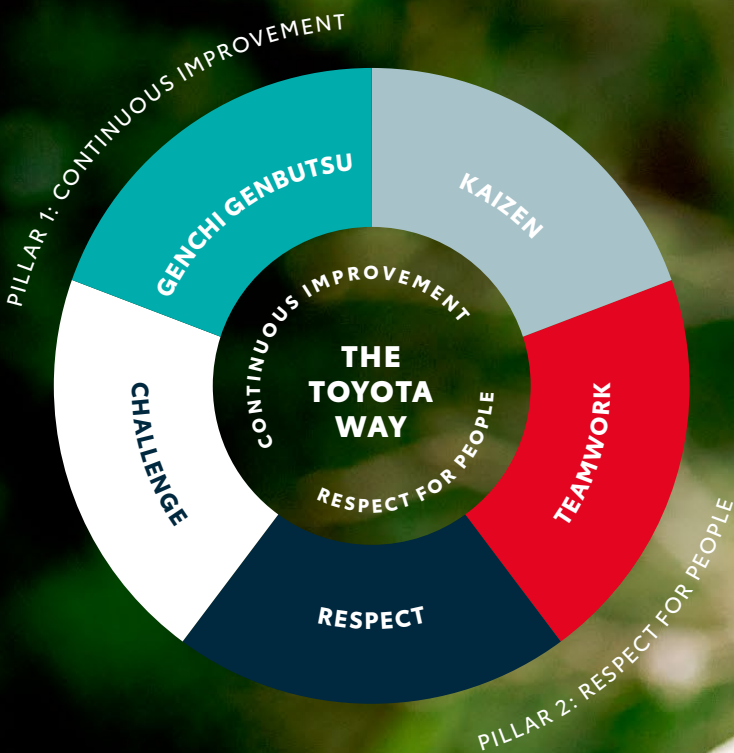 PILLAR 1: CONTINUOUS IMPROVEMENT
GENCHI GENBUTSU
KAIZEN
CONTINUOUS IMPROVEMENT
THE
TOYOTA
WAY
RESPECT FOR PEOPLE
CHALLENGE
TEAMWORK
RESPECT
PILLAR 2: RESPECT FOR PEOPLE